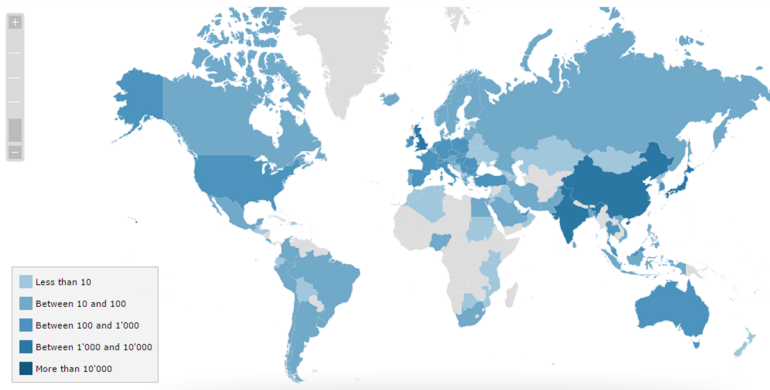 Less than 10
Between 10 and 100
Between 100 and 1'000
Between 1'000 and 10'000
More than 10'000